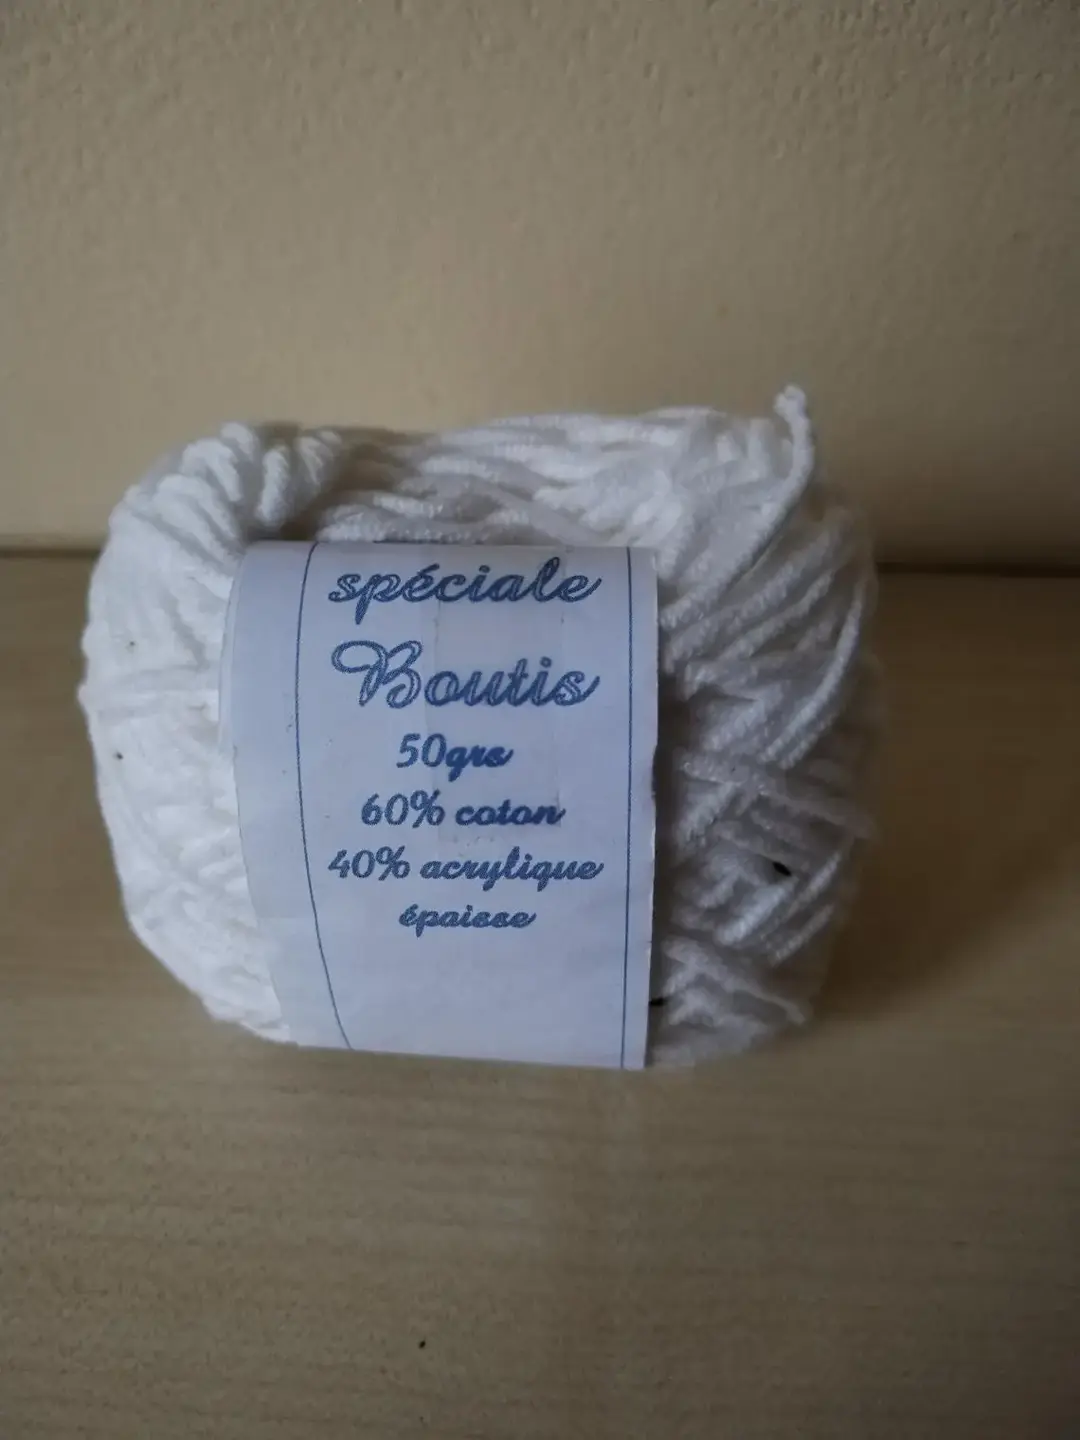 spéciale
Boutis
50grs
60% coton
40% acrylique
épaisse